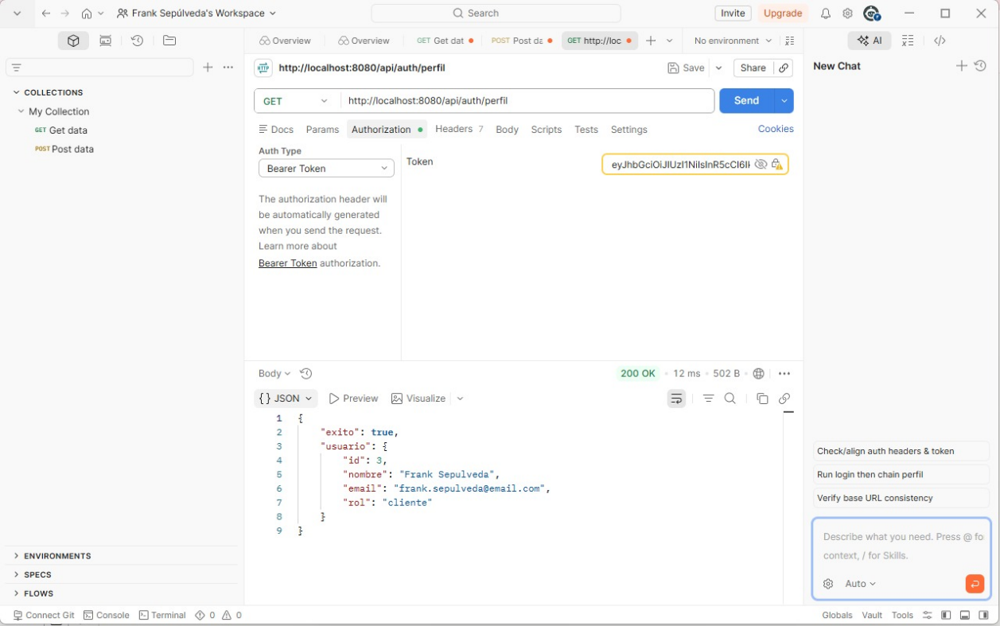 Frank Sepúlveda's Workspace
Search
Invite
Upgrade
Overview
Overview
GET Get dat
POST Post da
GET http://loc
No environment
AI
COLLECTIONS
My Collection
GET Get data
POST Post data
ENVIRONMENTS
SPECS
FLOWS
HTTP http://localhost:8080/api/auth/perfil
Save
Share
GET
http://localhost:8080/api/auth/perfil
Send
Docs Params Authorization Headers 7 Body Scripts Tests Settings
Cookies
Auth Type
Bearer Token
The authorization header will
be automatically generated
when you send the request.
Learn more about
Bearer Token authorization.
Token
Body
200 OK
12 ms
502 B
{} JSON
Preview
Visualize
1 {
2 "exito": true,
3 "usuario": {
4 "id": 3,
5 "nombre": "Frank Sepulveda",
6 "email": "frank.sepulveda@email.com",
7 "rol": "cliente"
8 }
9 }
New Chat
Check/align auth headers & token
Run login then chain perfil
Verify base URL consistency
Describe what you need. Press @ fo
context, / for Skills.
Auto
Connect Git
Console
Terminal
0
0
Globals
Vault
Tools